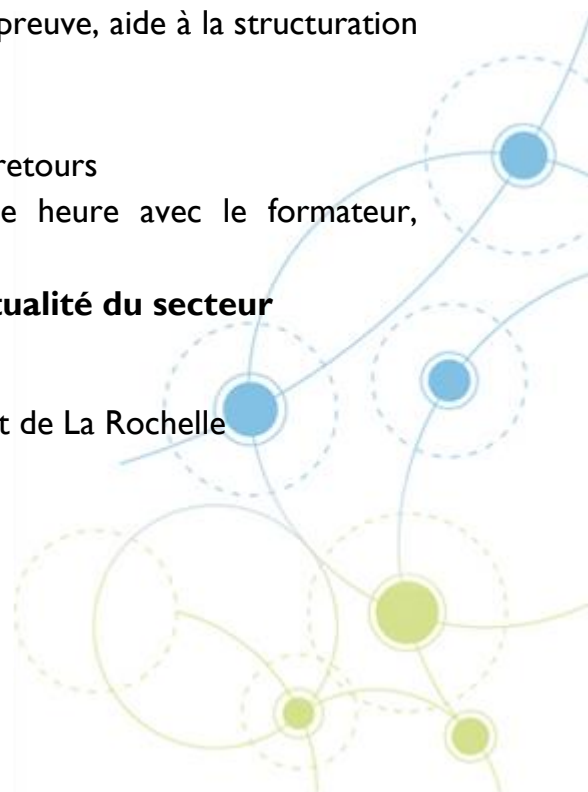 preuve, aide à la structuration
retours
e heure avec le formateur,
tualité du secteur
t de La Rochelle